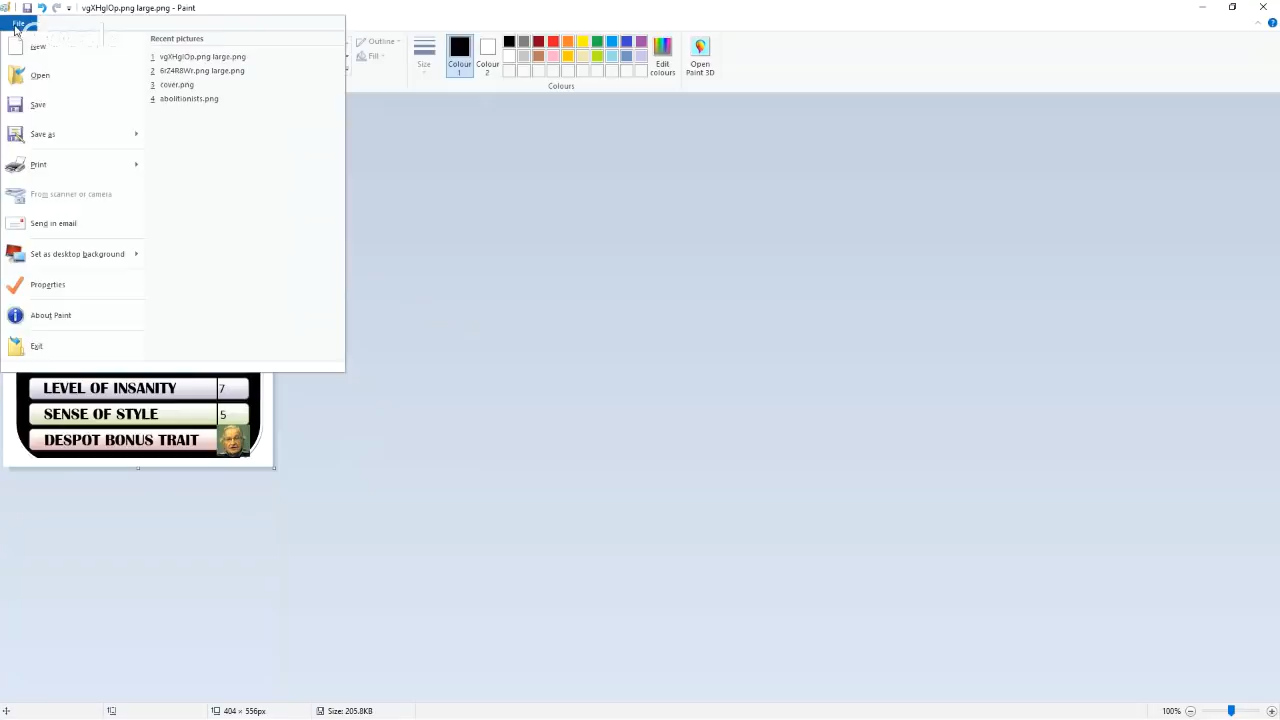 vgXHglOp.png large.png - Paint
File
New
Open
Save
Save as
Print
From scanner or camera
Send in email
Set as desktop background
Properties
About Paint
Exit
Recent pictures
1 vgXHglOp.png large.png
2 6rZ4R8Wr.png large.png
3 cover.png
4 abolitionists.png
Outline
Fill
Size
Colour 1
Colour 2
Edit colours
Open Paint 3D
Colours
LEVEL OF INSANITY 7
SENSE OF STYLE 5
DESPOT BONUS TRAIT
404 × 556px
Size: 205.8KB
100%